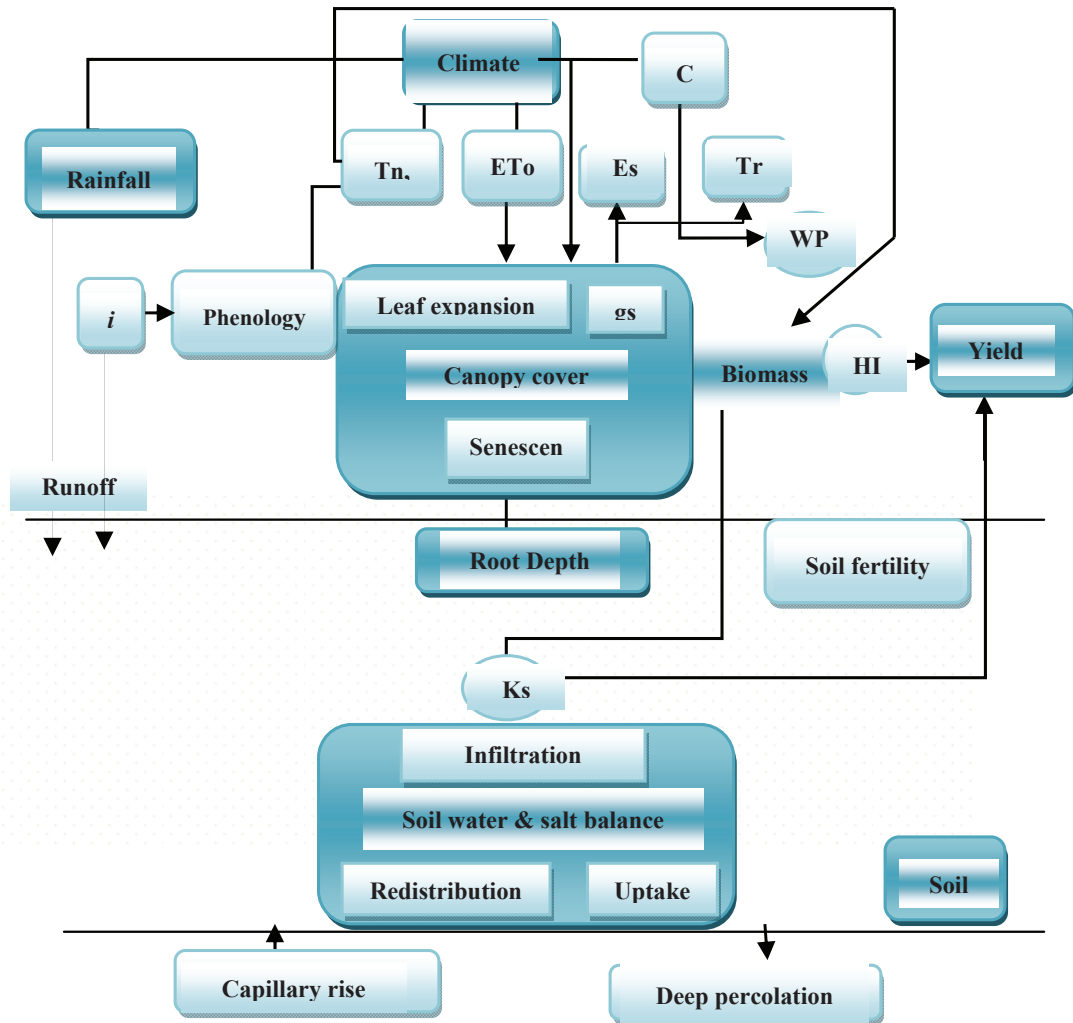 Climate
C
Rainfall
Tn,
ETo
Es
Tr
WP
i
Phenology
Leaf expansion
gs
Canopy cover
Biomass
HI
Yield
Senescen
Runoff
Root Depth
Soil fertility
Ks
Infiltration
Soil water & salt balance
Redistribution
Uptake
Soil
Capillary rise
Deep percolation